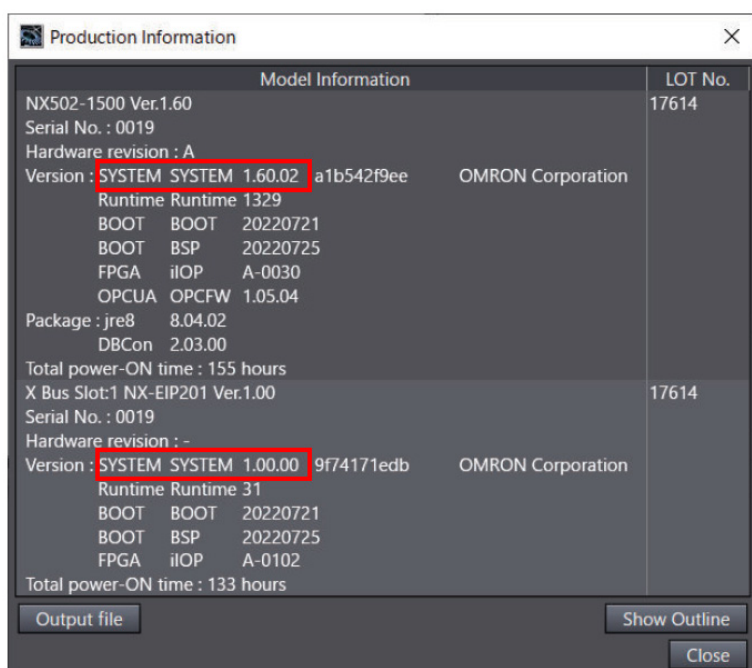 Production Information
Model Information LOT No.
NX502-1500 Ver.1.60 17614
Serial No. : 0019
Hardware revision : A
Version : SYSTEM SYSTEM 1.60.02 a1b542f9ee OMRON Corporation
Runtime Runtime 1329
BOOT BOOT 20220721
BOOT BSP 20220725
FPGA iIOP A-0030
OPCUA OPCFW 1.05.04
Package : jre8 8.04.02
DBCon 2.03.00
Total power-ON time : 155 hours
X Bus Slot:1 NX-EIP201 Ver.1.00 17614
Serial No. : 0019
Hardware revision : -
Version : SYSTEM SYSTEM 1.00.00 9f74171edb OMRON Corporation
Runtime Runtime 31
BOOT BOOT 20220721
BOOT BSP 20220725
FPGA iIOP A-0102
Total power-ON time : 133 hours
Output file Show Outline
Close